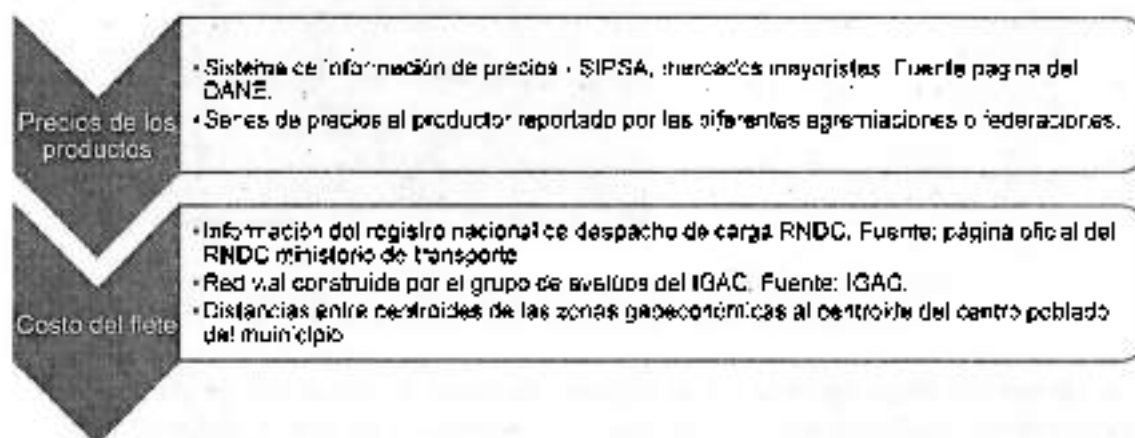 Precios de los
productos
• Sistema de información de precios - SIPSA, mercados mayoristas. Fuente pagina del
DANE.
• Series de precios al productor reportado por las diferentes agremiaciones o federaciones.
Costo del flete
• Información del registro nacional de despacho de carga RNDC. Fuente: página oficial del
RNDC ministerio de transporte
• Red vial construida por el grupo de avalúos del IGAC. Fuente: IGAC.
• Distancias entre centroides de las zonas geoeconómicas al centroide del centro poblado
del muinicipio